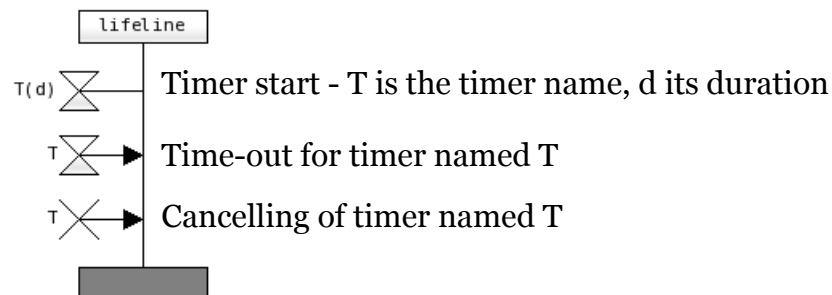 lifeline
T(d) Timer start - T is the timer name, d its duration
T Time-out for timer named T
T Cancelling of timer named T